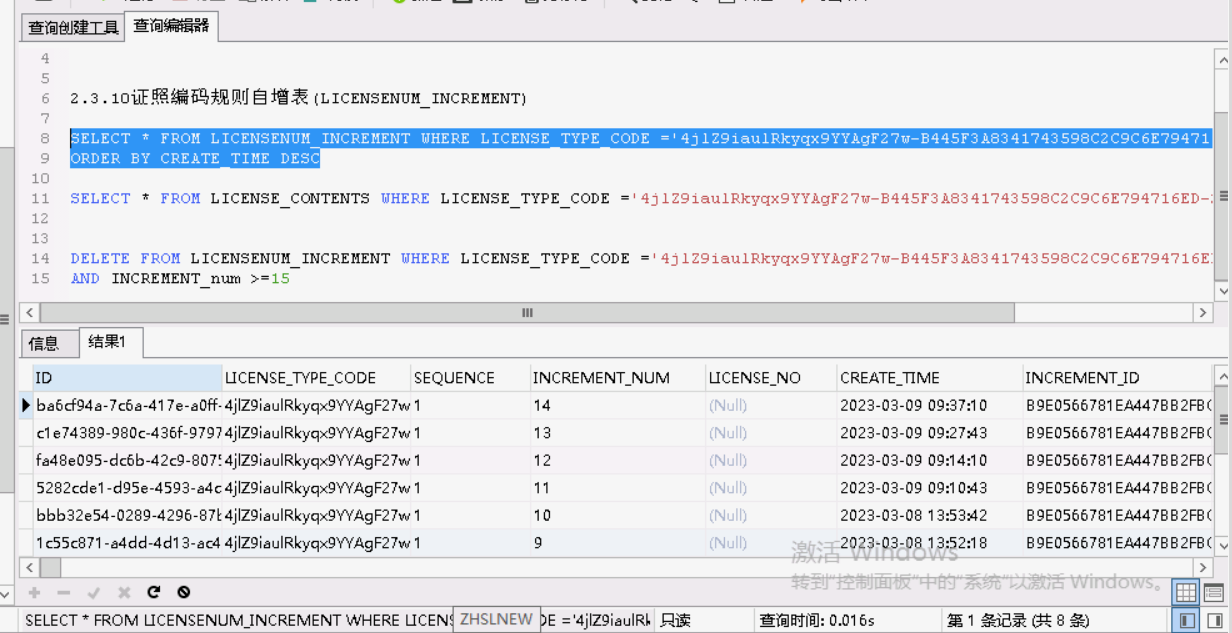 查询创建工具 查询编辑器
4
5
6 2.3.10证照编码规则自增表(LICENSENUM_INCREMENT)
7
8 SELECT * FROM LICENSENUM_INCREMENT WHERE LICENSE_TYPE_CODE ='4jlZ9iaulRkyqx9YYAgF27w-B445F3A8341743598C2C9C6E79471
9 ORDER BY CREATE_TIME DESC
10
11 SELECT * FROM LICENSE_CONTENTS WHERE LICENSE_TYPE_CODE ='4jlZ9iaulRkyqx9YYAgF27w-B445F3A8341743598C2C9C6E794716ED-
12
13
14 DELETE FROM LICENSENUM_INCREMENT WHERE LICENSE_TYPE_CODE ='4jlZ9iaulRkyqx9YYAgF27w-B445F3A8341743598C2C9C6E794716E
15 AND INCREMENT_num >=15
信息 结果1
ID LICENSE_TYPE_CODE SEQUENCE INCREMENT_NUM LICENSE_NO CREATE_TIME INCREMENT_ID
ba6cf94a-7c6a-417e-a0ff- 4jlZ9iaulRkyqx9YYAgF27w 1 14 (Null) 2023-03-09 09:37:10 B9E0566781EA447BB2FB
c1e74389-980c-436f-9797 4jlZ9iaulRkyqx9YYAgF27w 1 13 (Null) 2023-03-09 09:27:43 B9E0566781EA447BB2FB
fa48e095-dc6b-42c9-807 4jlZ9iaulRkyqx9YYAgF27w 1 12 (Null) 2023-03-09 09:14:10 B9E0566781EA447BB2FB
5282cde1-d95e-4593-a4c 4jlZ9iaulRkyqx9YYAgF27w 1 11 (Null) 2023-03-09 09:10:43 B9E0566781EA447BB2FB
bbb32e54-0289-4296-87 4jlZ9iaulRkyqx9YYAgF27w 1 10 (Null) 2023-03-08 13:53:42 B9E0566781EA447BB2FB
1c55c871-a4dd-4d13-ac4 4jlZ9iaulRkyqx9YYAgF27w 1 9 (Null) 2023-03-08 13:52:18 B9E0566781EA447BB2FB
激活 Windows
转到"控制面板"中的"系统"以激活 Windows。
SELECT * FROM LICENSENUM_INCREMENT WHERE LICENS ZHSLNEW DE ='4jlZ9iaulRk 只读 查询时间: 0.016s 第 1 条记录 (共 8 条)